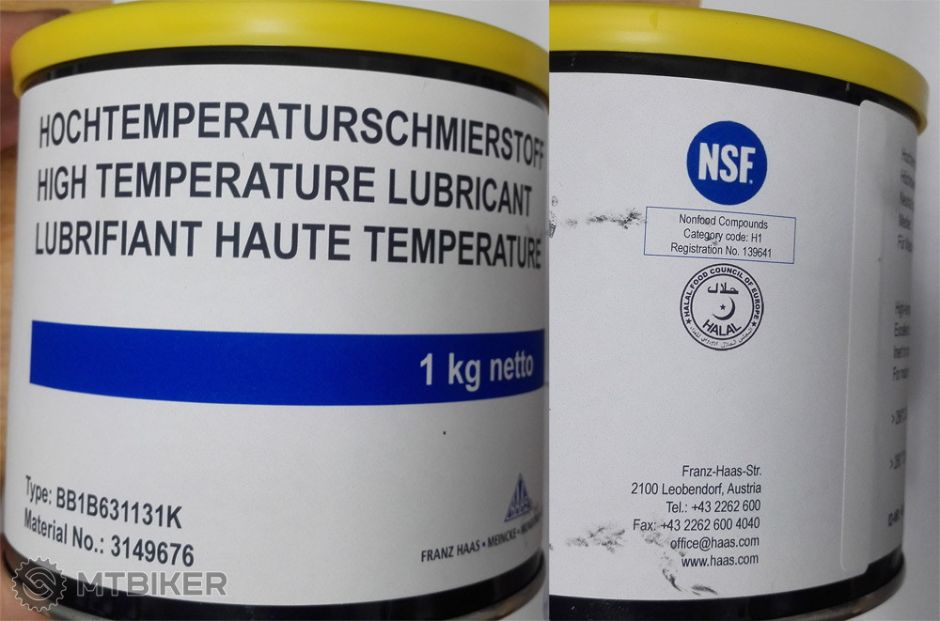 HOCHTEMPERATURSCHMIERSTOFF
HIGH TEMPERATURE LUBRICANT
LUBRIFIANT HAUTE TEMPERATURE
1 kg netto
Type: BB1B631131K
Material No.: 3149676
FRANZ HAAS • MEINCKE •
MTBIKER
NSF
Nonfood Compounds
Category code: H1
Registration No. 139641
HALAL FOOD COUNCIL OF EUROPE
حلال
HALAL
Franz-Haas-Str.
2100 Leobendorf, Austria
Tel.: +43 2262 600
Fax: +43 2262 600 4040
office@haas.com
www.haas.com